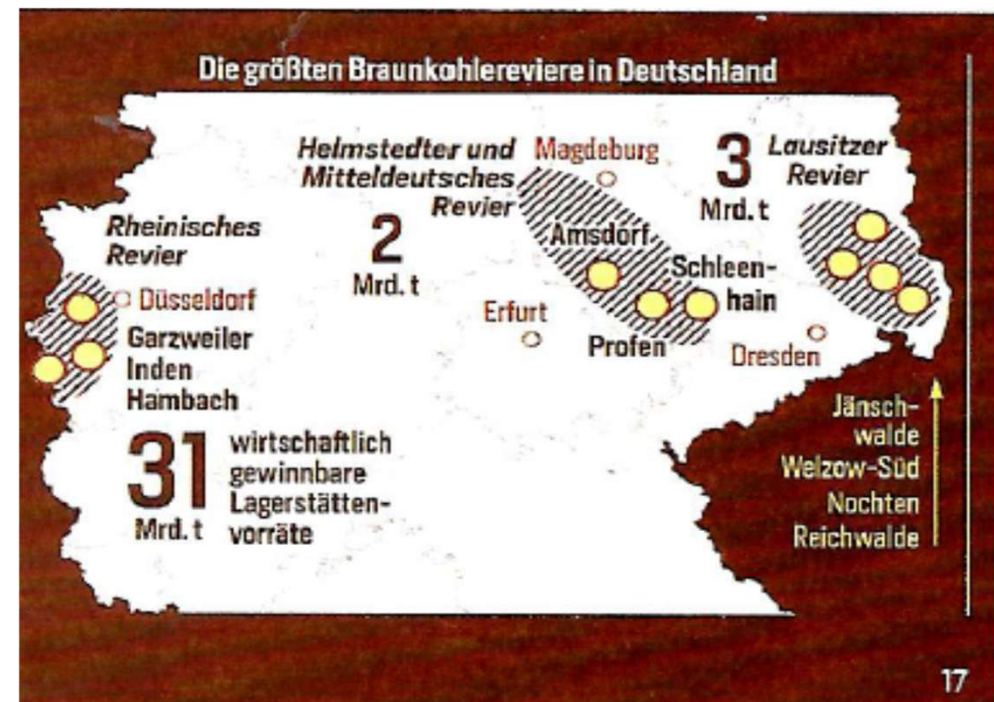 Die größten Braunkohlereviere in Deutschland
Helmstedter und
Mitteldeutsches
Revier
2
Mrd. t
Magdeburg
3
Mrd. t
Lausitzer
Revier
Rheinisches
Revier
Düsseldorf
Garzweiler
Inden
Hambach
Amsdorf
Schleen-
hain
Erfurt
Profen
Dresden
31
Mrd. t
wirtschaftlich
gewinnbare
Lagerstätten-
vorräte
Jänsch-
walde
Welzow-Süd
Nochten
Reichwalde
17